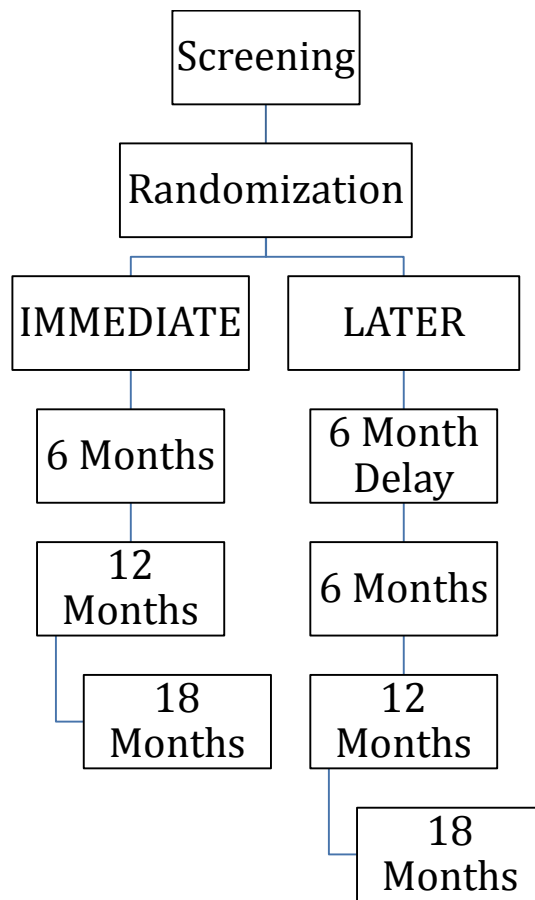 Screening
Randomization
IMMEDIATE
LATER
6 Months
6 Month
Delay
12
Months
6 Months
18
Months
12
Months
18
Months